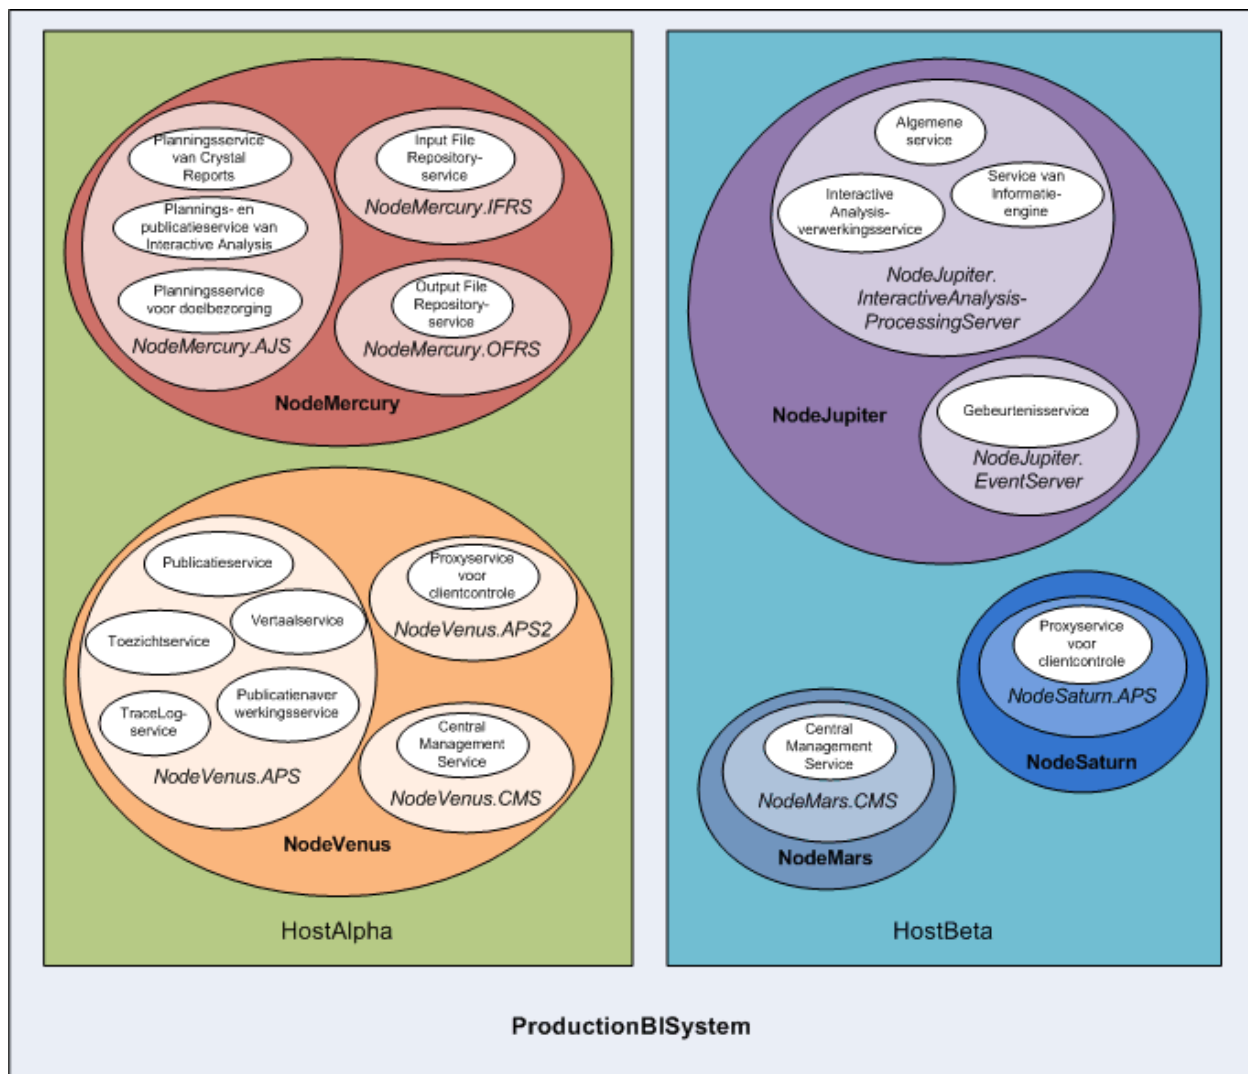 Planningsservice
van Crystal
Reports
Plannings- en
publicatieservice van
Interactive Analysis
Planningsservice
voor doelbezorging
NodeMercury.AJS
Input File
Repository-
service
NodeMercury.IFRS
Output File
Repository-
service
NodeMercury.OFRS
NodeMercury
Publicatieservice
Vertaalservice
Toezichtservice
Publicatienaver
werkingsservice
TraceLog-
service
NodeVenus.APS
Proxyservice
voor
clientcontrole
NodeVenus.APS2
Central
Management
Service
NodeVenus.CMS
NodeVenus
HostAlpha
Algemene
service
Interactive
Analysis-
verwerkingsservice
Service van
Informatie-
engine
NodeJupiter.
InteractiveAnalysis-
ProcessingServer
NodeJupiter
Gebeurtenisservice
NodeJupiter.
EventServer
Proxyservice
voor
clientcontrole
NodeSaturn.APS
NodeSaturn
Central
Management
Service
NodeMars.CMS
NodeMars
HostBeta
ProductionBISystem